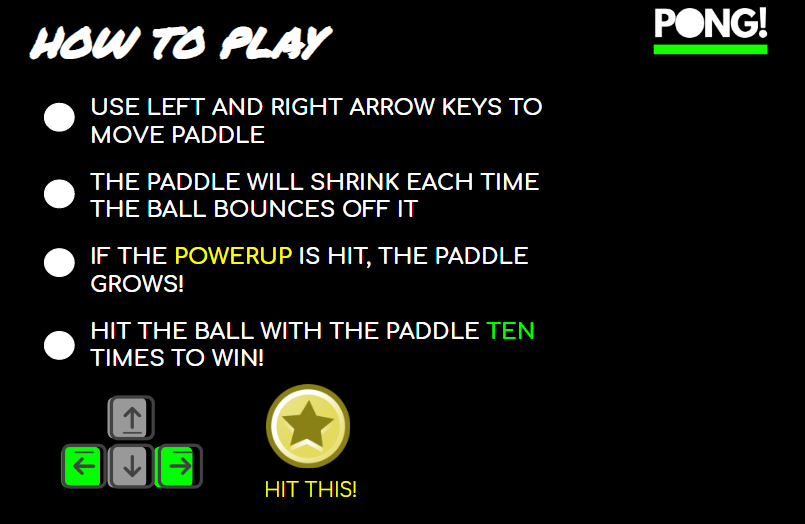 HOW TO PLAY
PONG!
USE LEFT AND RIGHT ARROW KEYS TO
MOVE PADDLE
THE PADDLE WILL SHRINK EACH TIME
THE BALL BOUNCES OFF IT
IF THE POWERUP IS HIT, THE PADDLE
GROWS!
HIT THE BALL WITH THE PADDLE TEN
TIMES TO WIN!
HIT THIS!